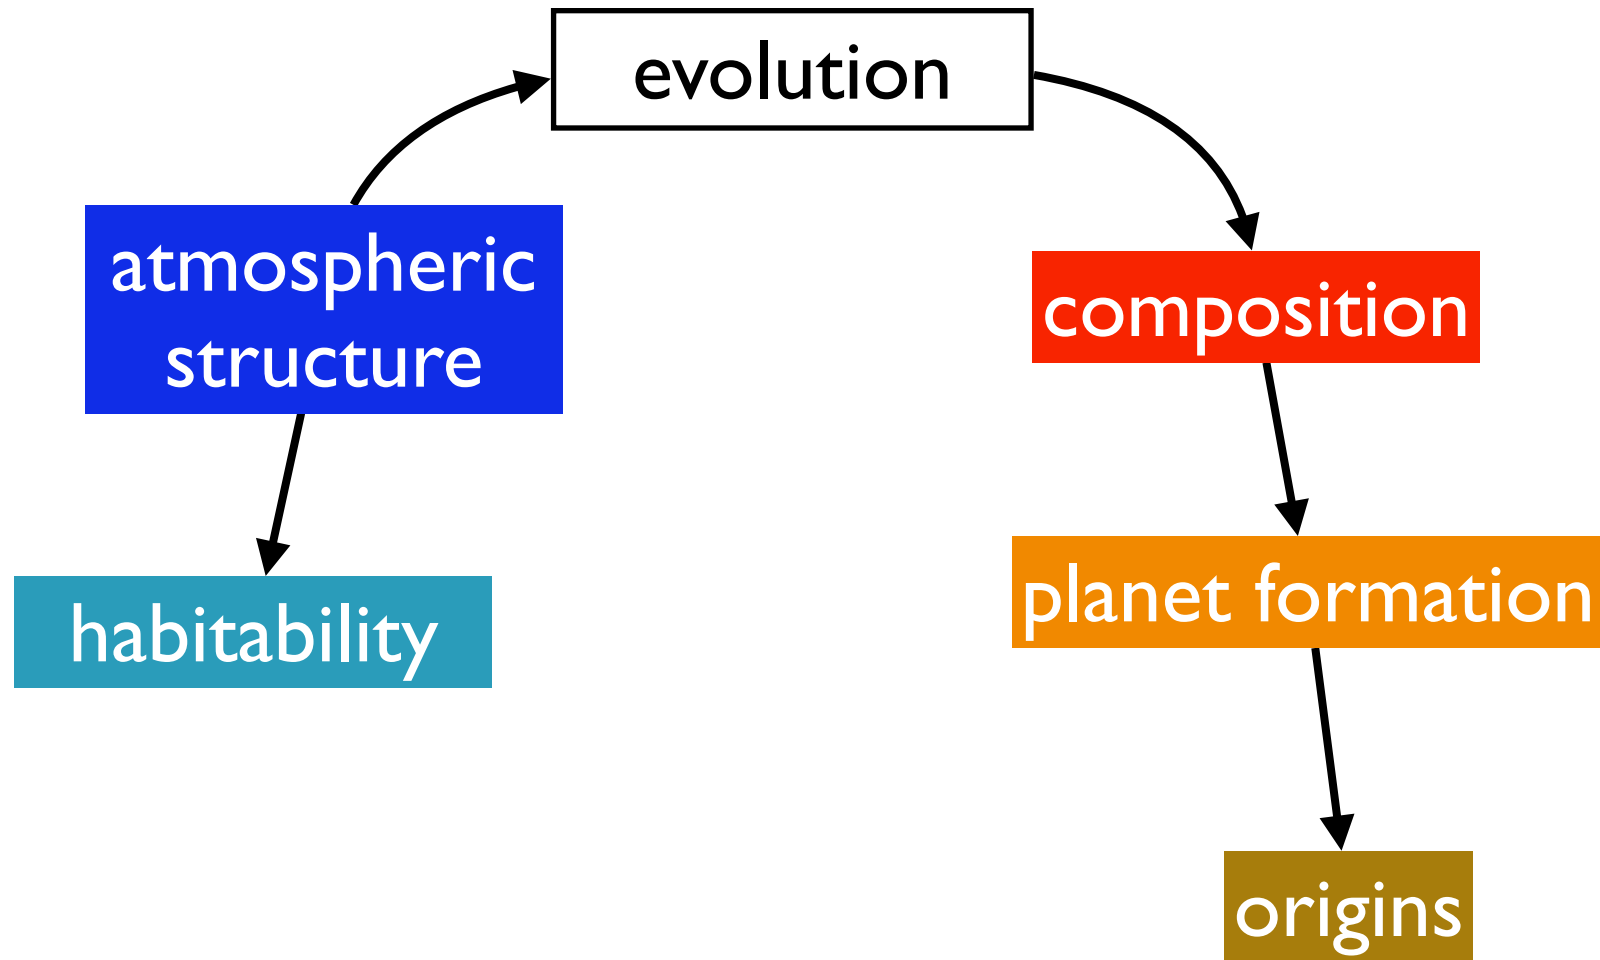 evolution
atmospheric
structure
composition
habitability
planet formation
origins